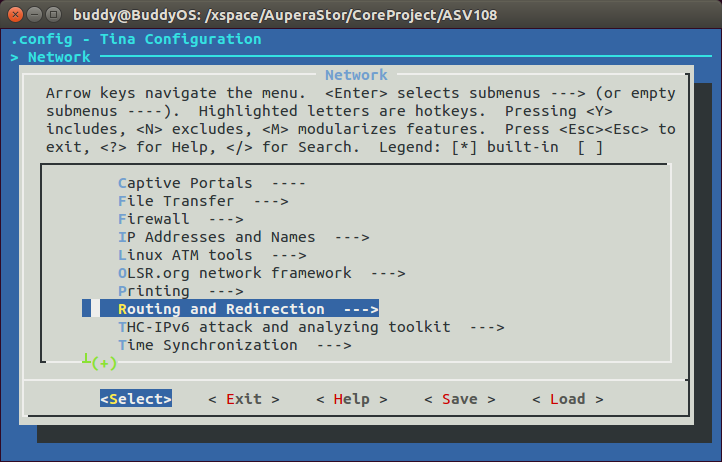 buddy@BuddyOS: /xspace/AuperaStor/CoreProject/ASV108
.config - Tina Configuration
> Network
Network
Arrow keys navigate the menu.  <Enter> selects submenus ---> (or empty
submenus ----).  Highlighted letters are hotkeys.  Pressing <Y>
includes, <N> excludes, <M> modularizes features.  Press <Esc><Esc> to
exit, <?> for Help, </> for Search.  Legend: [*] built-in  [ ]
Captive Portals  ----
File Transfer  --->
Firewall  --->
IP Addresses and Names  --->
Linux ATM tools  --->
OLSR.org network framework  --->
Printing  --->
Routing and Redirection  --->
THC-IPv6 attack and analyzing toolkit  --->
Time Synchronization  --->
┴(+)
<Select>    < Exit >    < Help >    < Save >    < Load >